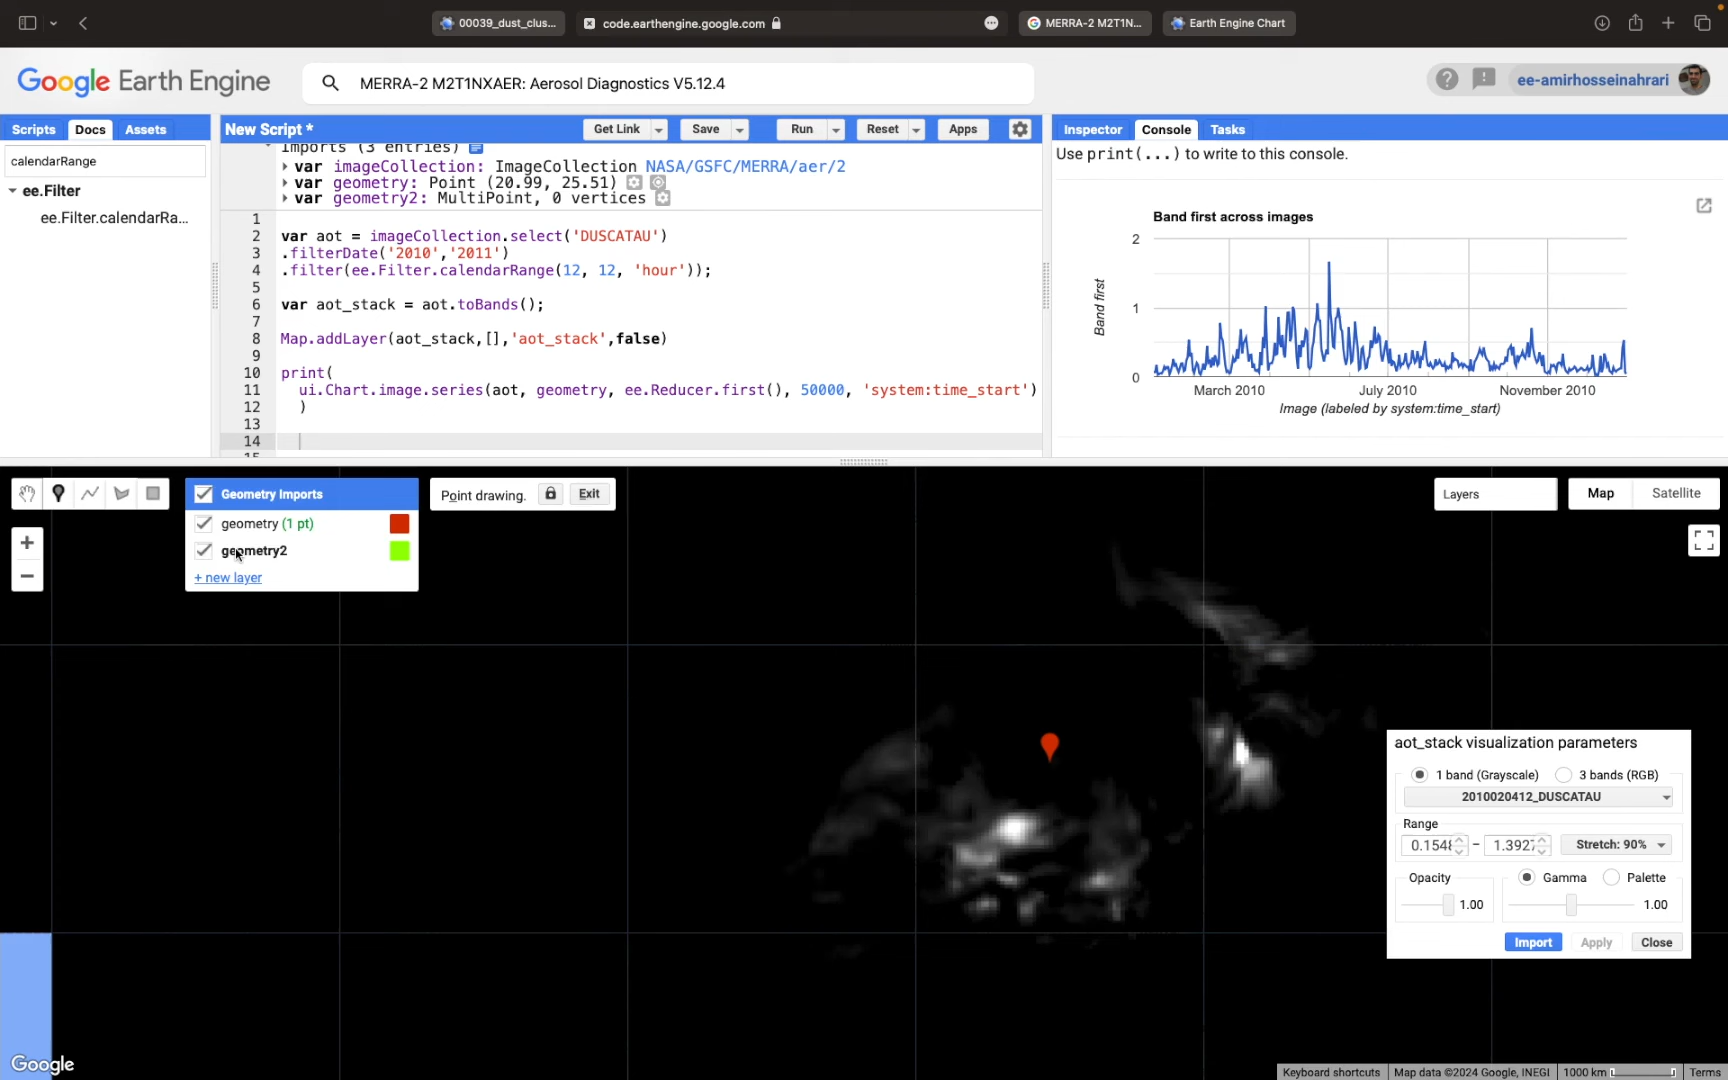 00039_dust_clus...
code.earthengine.google.com
MERRA-2 M2T1N...
Earth Engine Chart
Google Earth Engine
MERRA-2 M2T1NXAER: Aerosol Diagnostics V5.12.4
ee-amirhosseinahrari
Scripts Docs Assets
calendarRange
ee.Filter
ee.Filter.calendarRa...
New Script *
Get Link Save Run Reset Apps
Imports (3 entries)
var imageCollection: ImageCollection NASA/GSFC/MERRA/aer/2
var geometry: Point (20.99, 25.51)
var geometry2: MultiPoint, 0 vertices
1
2 var aot = imageCollection.select('DUSCATAU')
3 .filterDate('2010','2011')
4 .filter(ee.Filter.calendarRange(12, 12, 'hour'));
5
6 var aot_stack = aot.toBands();
7
8 Map.addLayer(aot_stack,[],'aot_stack',false)
9
10 print(
11 ui.Chart.image.series(aot, geometry, ee.Reducer.first(), 50000, 'system:time_start')
12 )
13
14
15
Inspector Console Tasks
Use print(...) to write to this console.
Band first across images
2
1
0
Band first
March 2010 July 2010 November 2010
Image (labeled by system:time_start)
Geometry Imports
geometry (1 pt)
geometry2
+ new layer
Point drawing. Exit
Layers
Map Satellite
+
−
aot_stack visualization parameters
1 band (Grayscale) 3 bands (RGB)
2010020412_DUSCATAU
Range
0.1548 – 1.3927 Stretch: 90%
Opacity Gamma Palette
1.00 1.00
Import Apply Close
Google
Keyboard shortcuts Map data ©2024 Google, INEGI 1000 km Terms